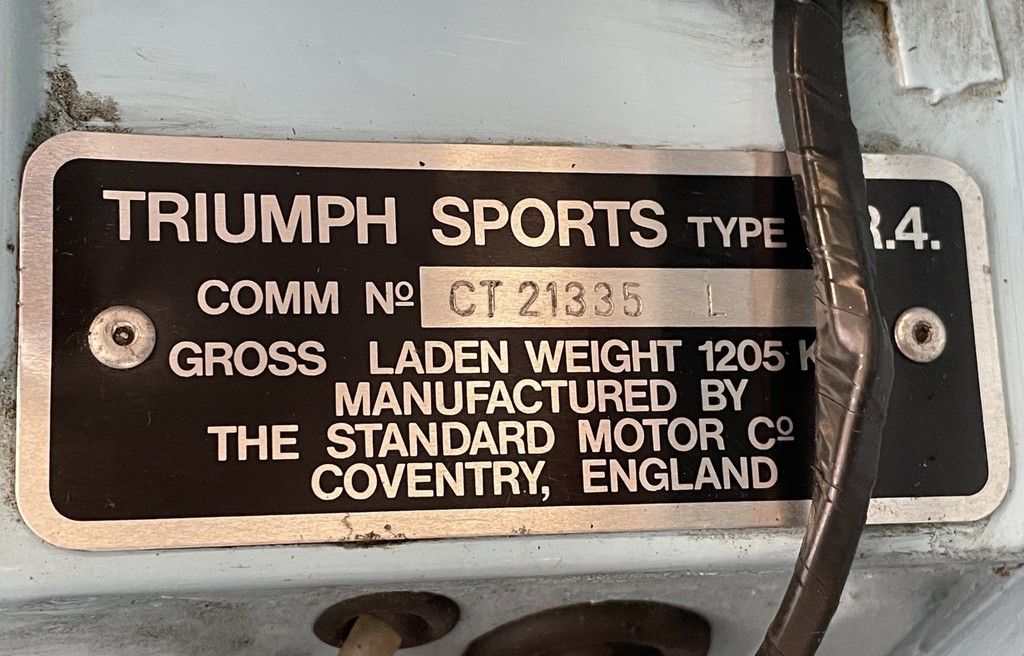 TRIUMPH SPORTS TYPE R.4.
COMM Nº CT 21335 L
GROSS LADEN WEIGHT 1205 K
MANUFACTURED BY
THE STANDARD MOTOR Cº
COVENTRY, ENGLAND